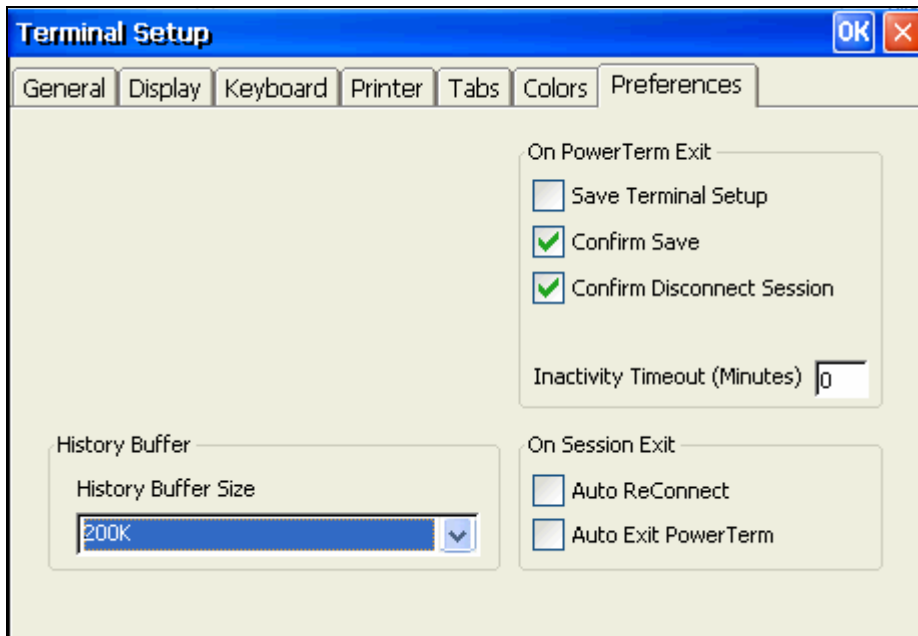 Terminal Setup OK
General Display Keyboard Printer Tabs Colors Preferences
On PowerTerm Exit
Save Terminal Setup
Confirm Save
Confirm Disconnect Session
Inactivity Timeout (Minutes) 0
History Buffer
History Buffer Size
200K
On Session Exit
Auto ReConnect
Auto Exit PowerTerm